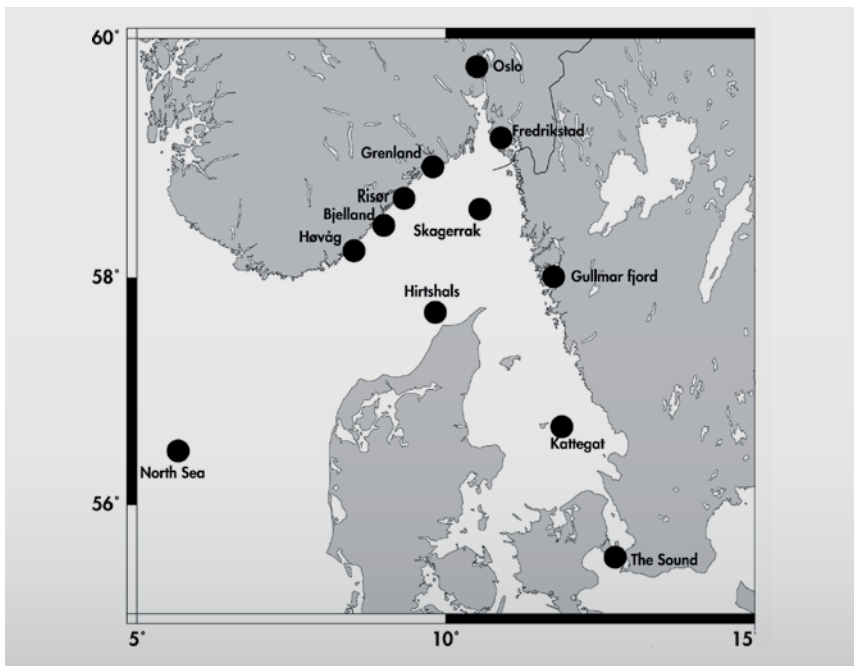 60°
Oslo
Fredrikstad
Grenland
Risør
Bjelland
Skagerrak
Høvåg
58°
Gullmar fjord
Hirtshals
Kattegat
North Sea
56°
The Sound
5°
10°
15°